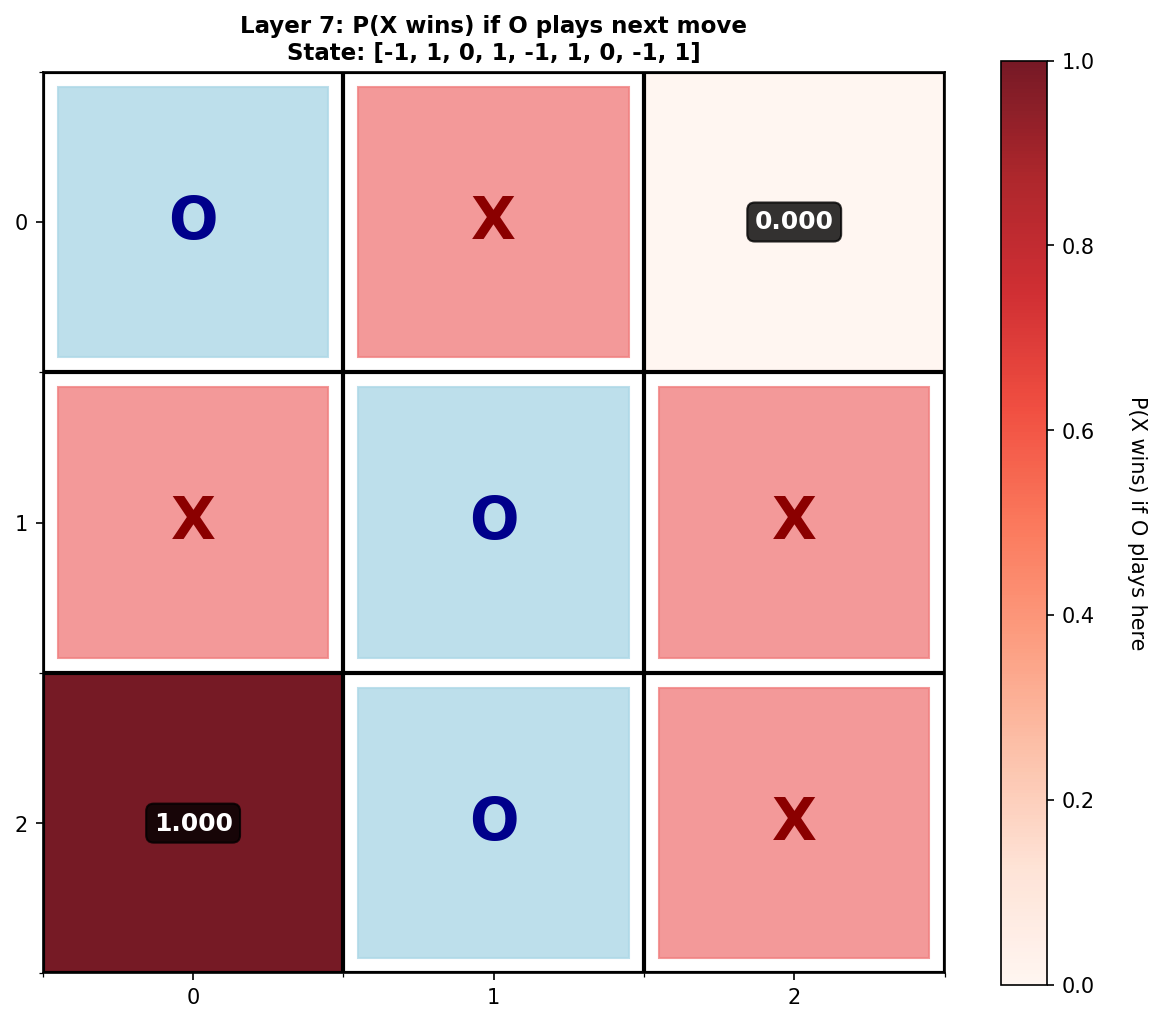 Layer 7: P(X wins) if O plays next move
State: [-1, 1, 0, 1, -1, 1, 0, -1, 1]
0
O
X
0.000
1
X
O
X
2
1.000
O
X
0
1
2
1.0
0.8
0.6
0.4
0.2
0.0
P(X wins) if O plays here